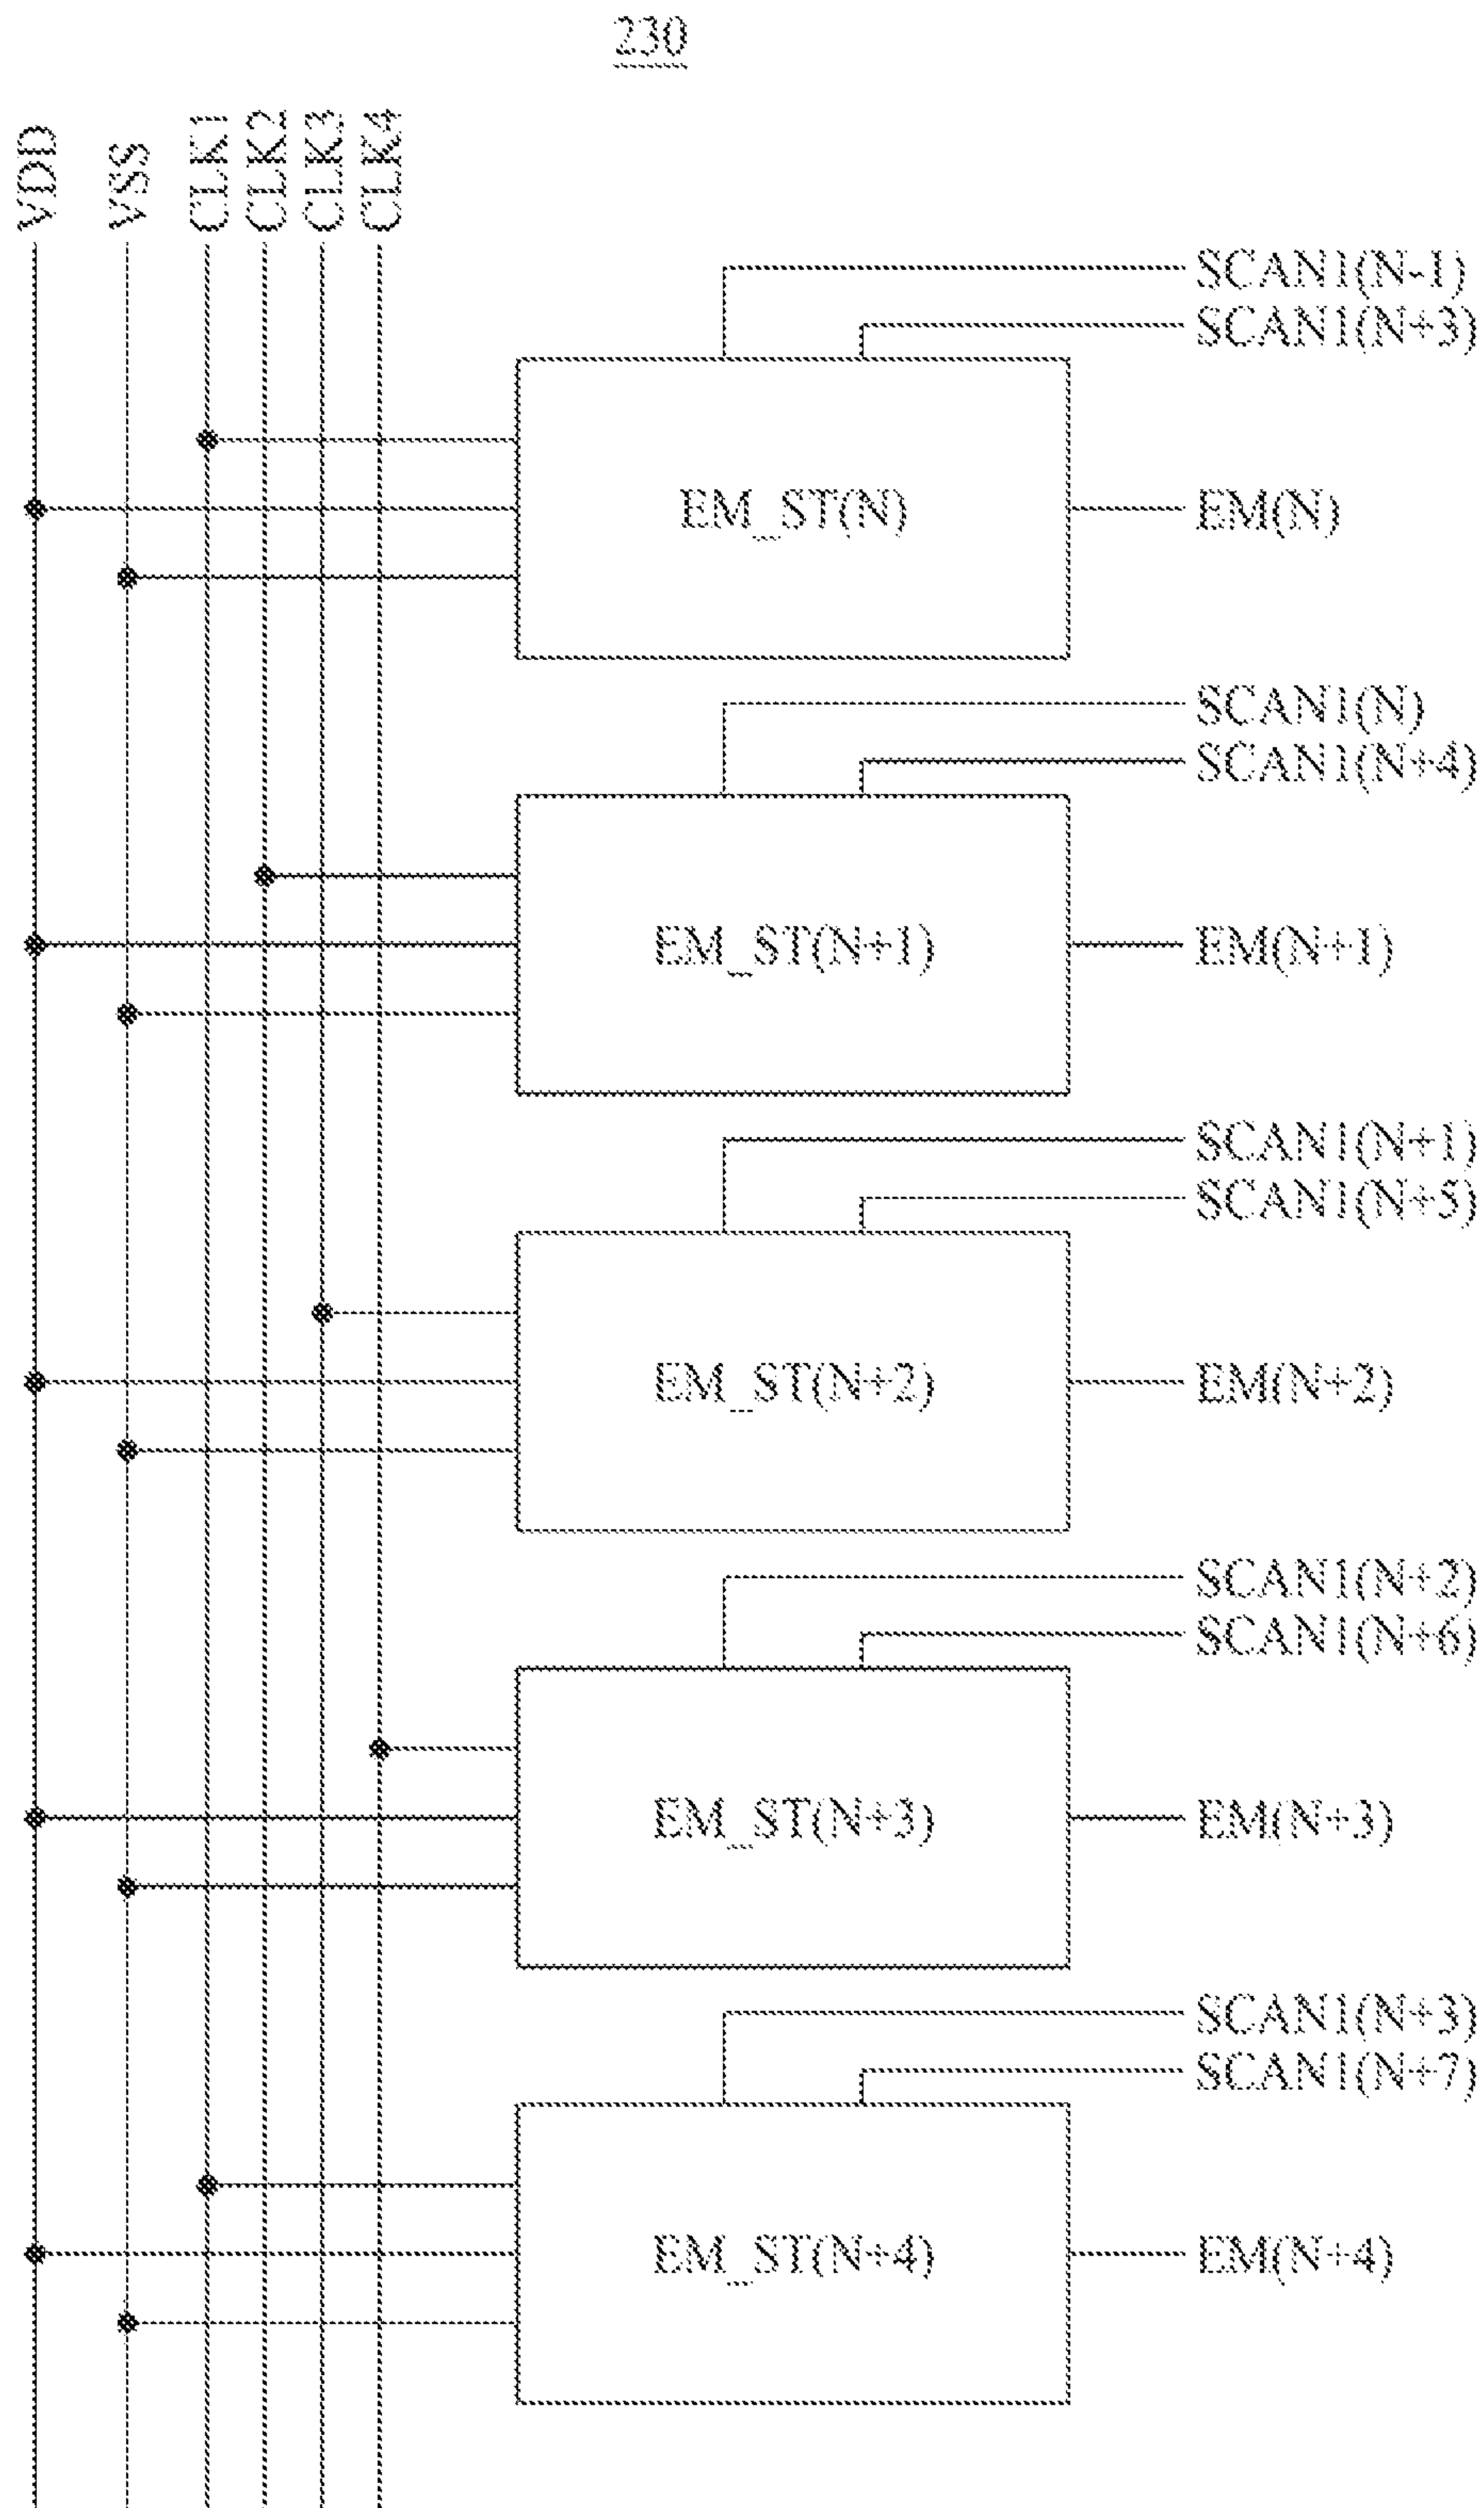 230
VDD
VSS
CLK1
CLK2
CLK3
CLK4
SCAN1(N-1)
SCAN1(N+3)
EM_ST(N)
EM(N)
SCAN1(N)
SCAN1(N+4)
EM_ST(N+1)
EM(N+1)
SCAN1(N+1)
SCAN1(N+5)
EM_ST(N+2)
EM(N+2)
SCAN1(N+2)
SCAN1(N+6)
EM_ST(N+3)
EM(N+3)
SCAN1(N+3)
SCAN1(N+7)
EM_ST(N+4)
EM(N+4)